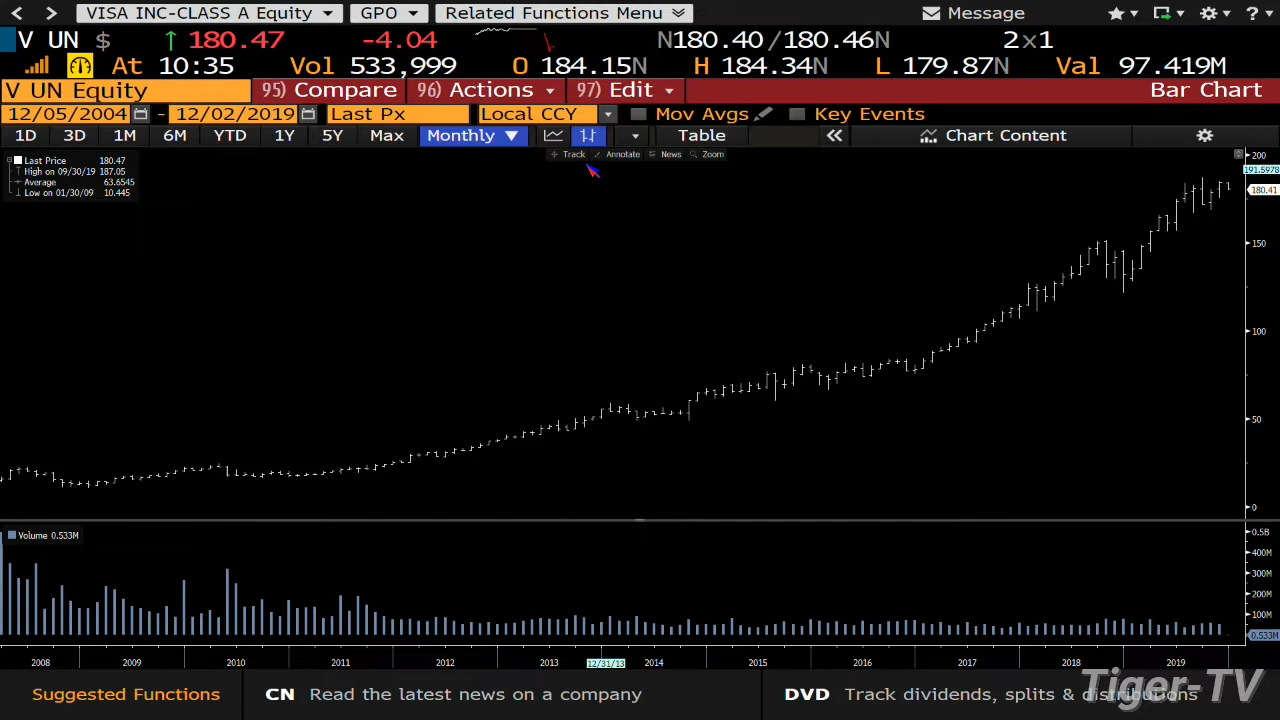 VISA INC-CLASS A Equity GPO Related Functions Menu Message
V UN $ 180.47 -4.04 N180.40/180.46N 2×1
At 10:35 Vol 533,999 O 184.15N H 184.34N L 179.87N Val 97.419M
V UN Equity 95) Compare 96) Actions 97) Edit Bar Chart
12/05/2004 - 12/02/2019 Last Px Local CCY Mov Avgs Key Events
1D 3D 1M 6M YTD 1Y 5Y Max Monthly Table Chart Content
Track Annotate News Zoom
Last Price 180.47
High on 09/30/19 187.05
Average 63.6545
Low on 01/30/09 10.445
200
191.5978
180.41
150
100
50
0
Volume 0.533M
0.5B
400M
300M
200M
100M
0.533M
2008 2009 2010 2011 2012 2013 12/31/13 2014 2015 2016 2017 2018 2019
Suggested Functions CN Read the latest news on a company DVD Track dividends, splits & distributions
Tiger-TV